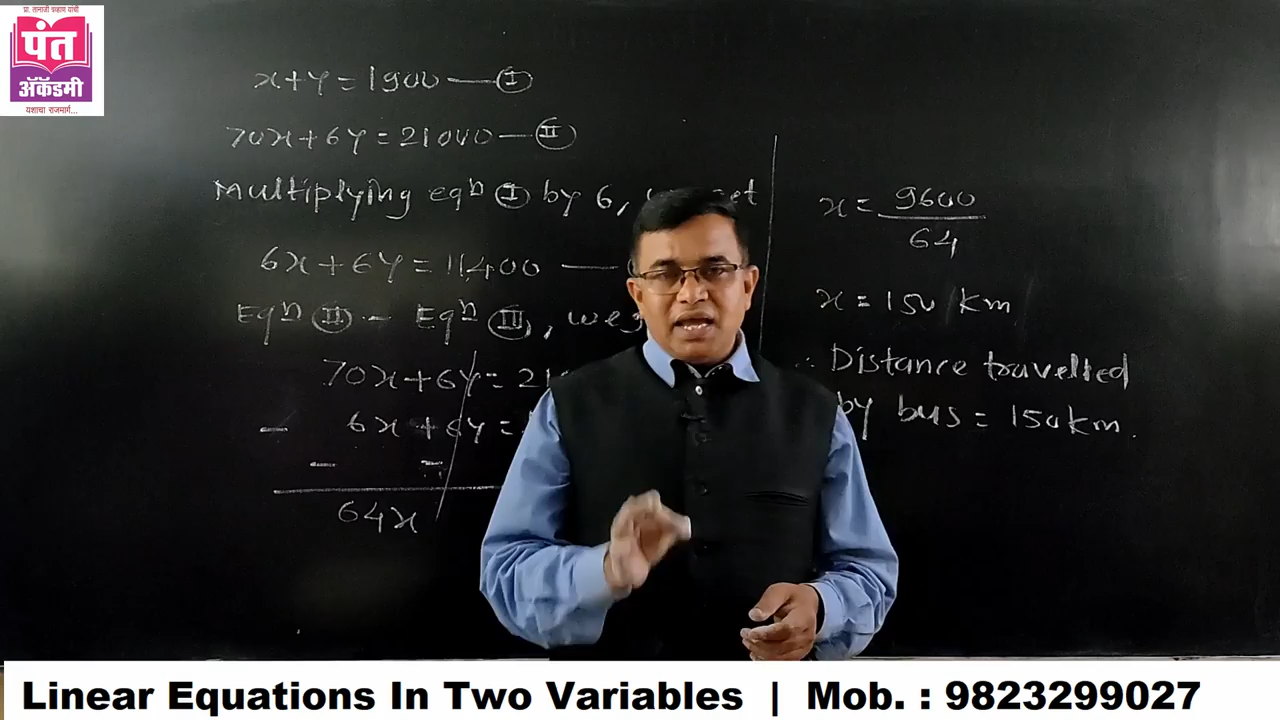 प्रा. तानाजी चव्हाण यांची
पंत
अ‍ॅकॅडमी
यशाचा राजमार्ग...
x+y=1900 — I
70x+6y=21000 — II
Multiplying eqn I by 6, get
6x+6y=11400 —
Eqn II - Eqn III, we
70x+6y=21
- 6x+6y=
- -
64x
x=9600/64
x=150 km
∴ Distance travelled
by bus = 150 km.
Linear Equations In Two Variables | Mob. : 9823299027